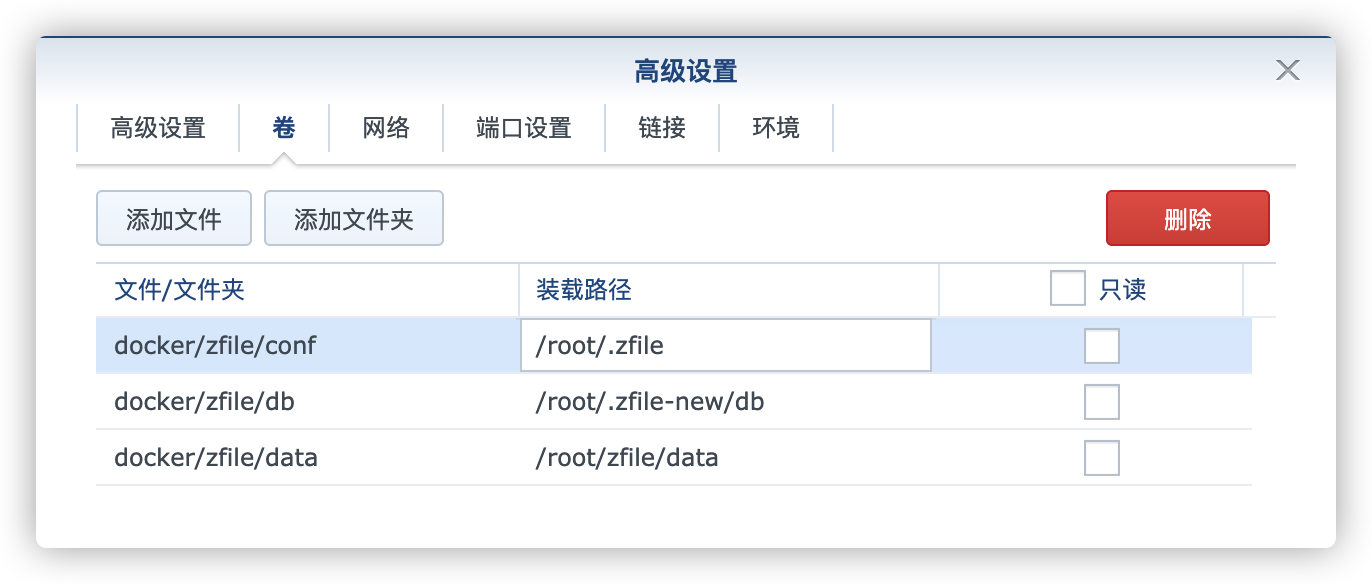 高级设置
高级设置 卷 网络 端口设置 链接 环境
添加文件 添加文件夹 删除
文件/文件夹 装载路径 只读
docker/zfile/conf /root/.zfile
docker/zfile/db /root/.zfile-new/db
docker/zfile/data /root/zfile/data